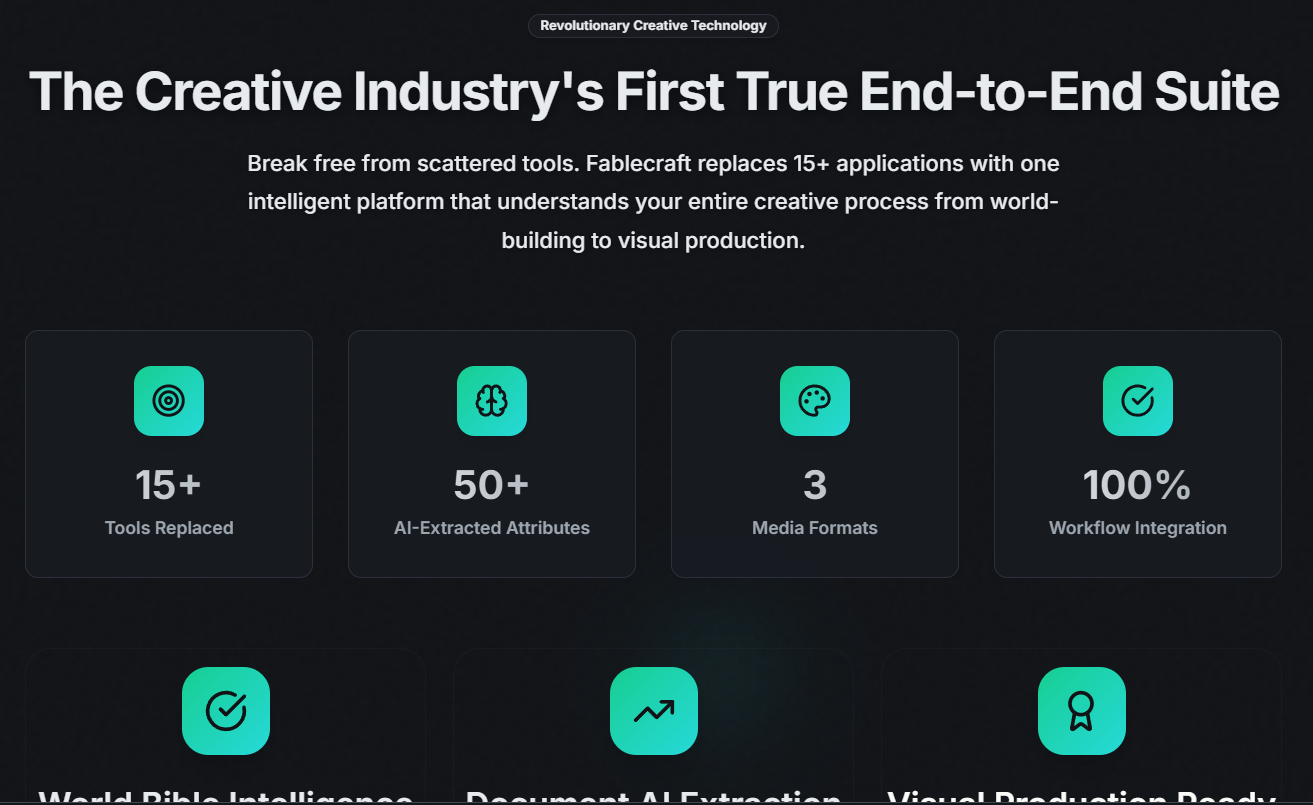 Revolutionary Creative Technology
The Creative Industry's First True End-to-End Suite
Break free from scattered tools. Fablecraft replaces 15+ applications with one
intelligent platform that understands your entire creative process from world-
building to visual production.
15+
Tools Replaced
50+
AI-Extracted Attributes
3
Media Formats
100%
Workflow Integration
World Bible Intelligence
Document AI Extraction
Visual Production Ready